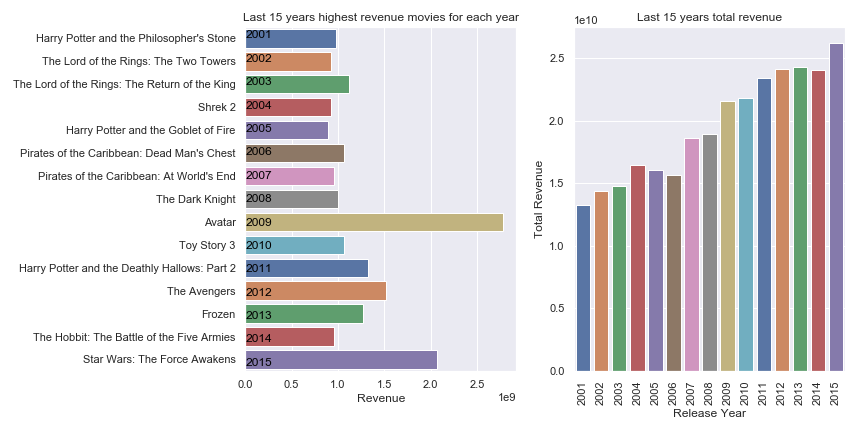 Last 15 years highest revenue movies for each year
Harry Potter and the Philosopher's Stone
2001
The Lord of the Rings: The Two Towers
2002
The Lord of the Rings: The Return of the King
2003
Shrek 2
2004
Harry Potter and the Goblet of Fire
2005
Pirates of the Caribbean: Dead Man's Chest
2006
Pirates of the Caribbean: At World's End
2007
The Dark Knight
2008
Avatar
2009
Toy Story 3
2010
Harry Potter and the Deathly Hallows: Part 2
2011
The Avengers
2012
Frozen
2013
The Hobbit: The Battle of the Five Armies
2014
Star Wars: The Force Awakens
2015
0.0 0.5 1.0 1.5 2.0 2.5
Revenue
1e9
Last 15 years total revenue
1e10
2.5
2.0
1.5
1.0
0.5
0.0
Total Revenue
2001 2002 2003 2004 2005 2006 2007 2008 2009 2010 2011 2012 2013 2014 2015
Release Year